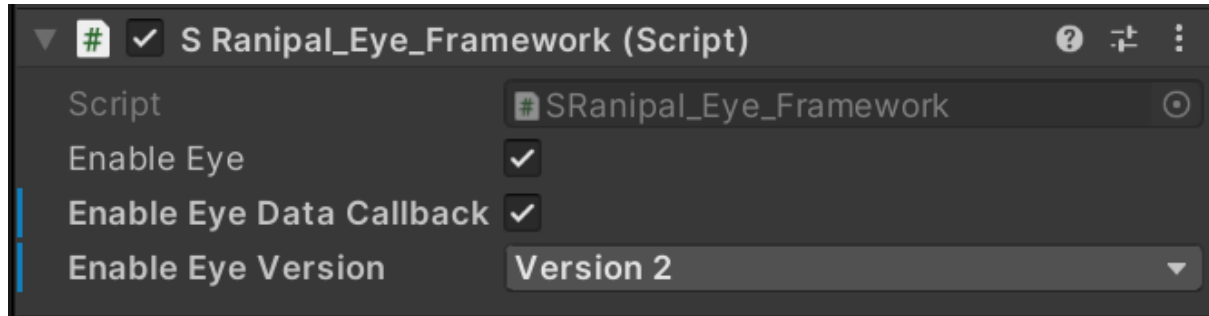 # S Ranipal_Eye_Framework (Script)
Script # SRanipal_Eye_Framework
Enable Eye
Enable Eye Data Callback
Enable Eye Version Version 2